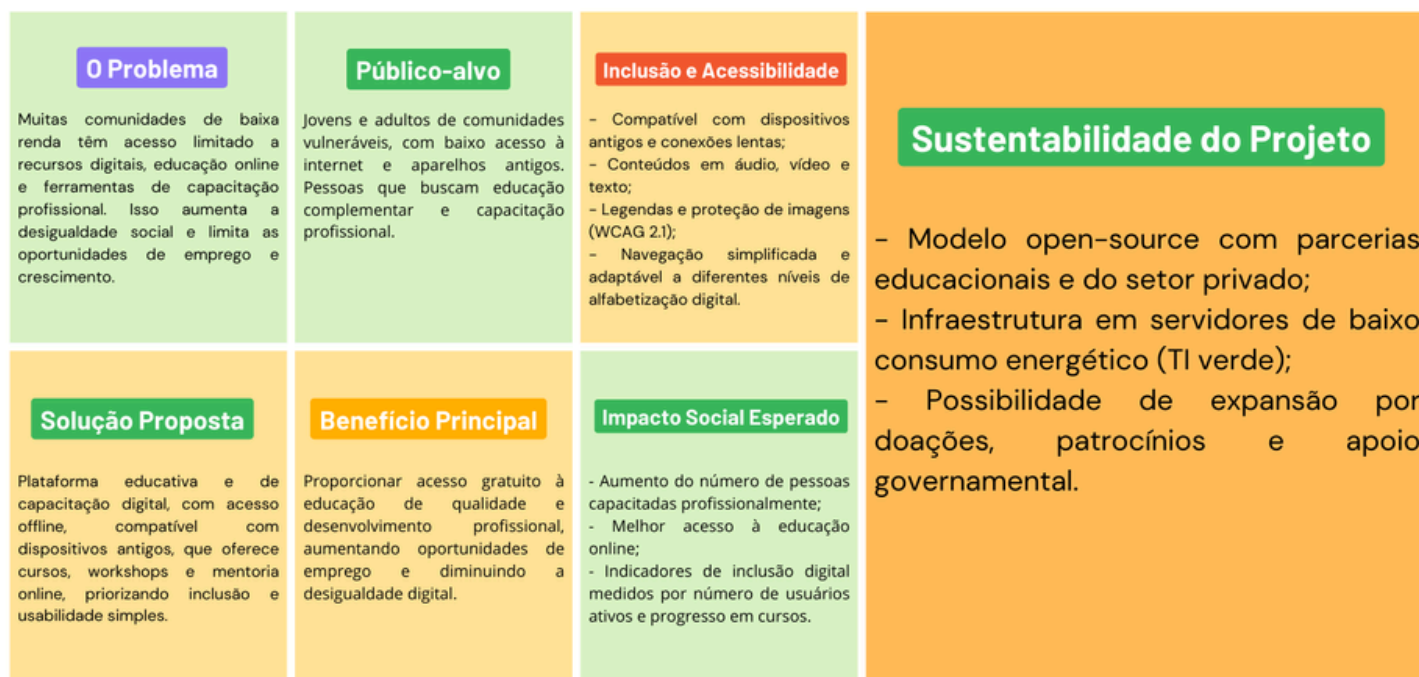 O Problema
Muitas comunidades de baixa
renda têm acesso limitado a
recursos digitais, educação online
e ferramentas de capacitação
profissional. Isso aumenta a
desigualdade social e limita as
oportunidades de emprego e
crescimento.
Público-alvo
Jovens e adultos de comunidades
vulneráveis, com baixo acesso à
internet e aparelhos antigos.
Pessoas que buscam educação
complementar e capacitação
profissional.
Inclusão e Acessibilidade
- Compatível com dispositivos
antigos e conexões lentas;
- Conteúdos em áudio, vídeo e
texto;
- Legendas e proteção de imagens
(WCAG 2.1);
- Navegação simplificada e
adaptável a diferentes níveis de
alfabetização digital.
Solução Proposta
Plataforma educativa e de
capacitação digital, com acesso
offline, compatível com
dispositivos antigos, que oferece
cursos, workshops e mentoria
online, priorizando inclusão e
usabilidade simples.
Benefício Principal
Proporcionar acesso gratuito à
educação de qualidade e
desenvolvimento profissional,
aumentando oportunidades de
emprego e diminuindo a
desigualdade digital.
Impacto Social Esperado
- Aumento do número de pessoas
capacitadas profissionalmente;
- Melhor acesso à educação
online;
- Indicadores de inclusão digital
medidos por número de usuários
ativos e progresso em cursos.
Sustentabilidade do Projeto
- Modelo open-source com parcerias
educacionais e do setor privado;
- Infraestrutura em servidores de baixo
consumo energético (TI verde);
- Possibilidade de expansão por
doações, patrocínios e apoio
governamental.